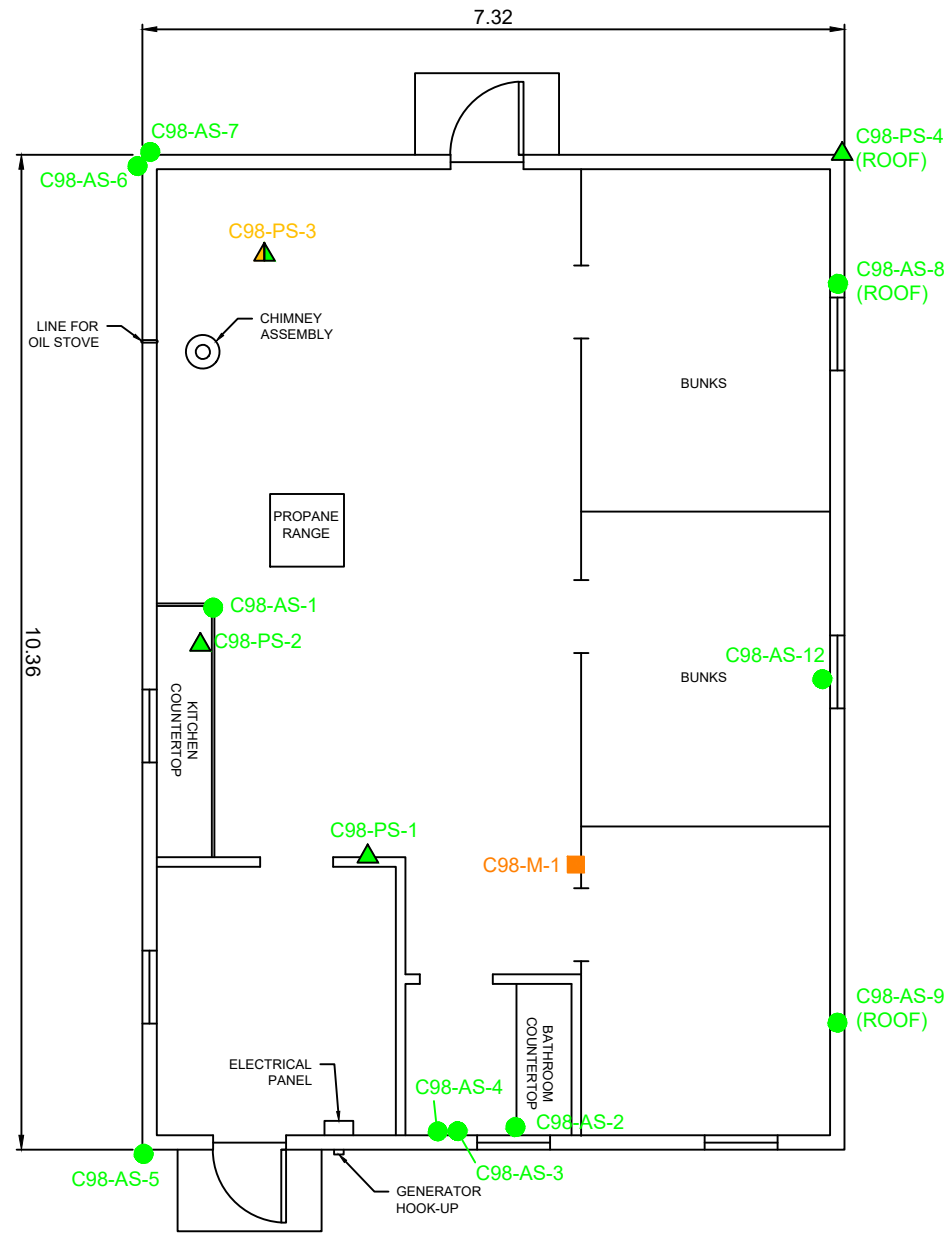 7.32
C98-AS-7
C98-PS-4
(ROOF)
C98-AS-6
C98-PS-3
C98-AS-8
(ROOF)
LINE FOR
OIL STOVE
CHIMNEY
ASSEMBLY
BUNKS
PROPANE
RANGE
C98-AS-1
10.36
C98-PS-2
C98-AS-12
BUNKS
KITCHEN
COUNTERTOP
C98-PS-1
C98-M-1
C98-AS-9
(ROOF)
BATHROOM
COUNTERTOP
ELECTRICAL
PANEL
C98-AS-4
C98-AS-2
C98-AS-5
C98-AS-3
GENERATOR
HOOK-UP